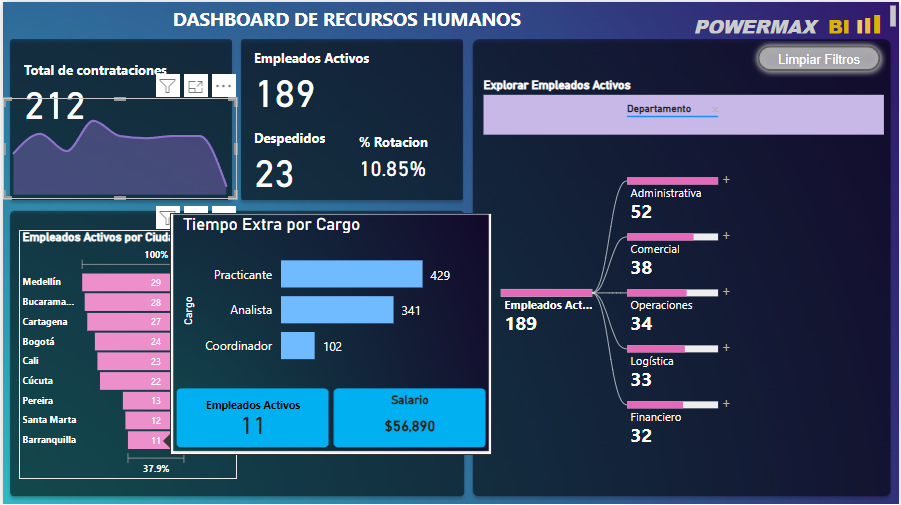 DASHBOARD DE RECURSOS HUMANOS
POWERMAX BI
Limpiar Filtros
Total de contrataciones
212
Empleados Activos
189
Despedidos
23
% Rotacion
10.85%
Explorar Empleados Activos
Departamento
Empleados Act...
189
Administrativa
52
Comercial
38
Operaciones
34
Logística
33
Financiero
32
Empleados Activos por Ciuda
100%
Medellín 29
Bucarama... 28
Cartagena 27
Bogotá 24
Cali 23
Cúcuta 22
Pereira 13
Santa Marta 12
Barranquilla 11
37.9%
Tiempo Extra por Cargo
Cargo
Practicante 429
Analista 341
Coordinador 102
Empleados Activos
11
Salario
$56,890